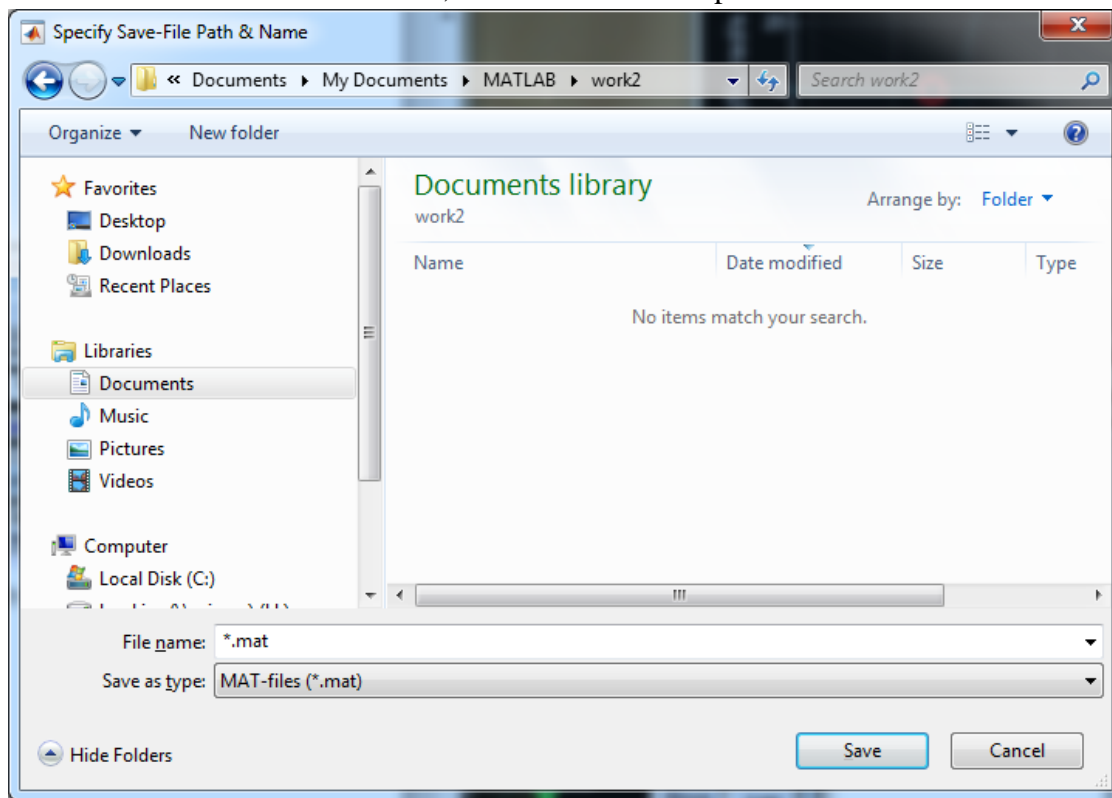 Specify Save-File Path & Name
« Documents ▸ My Documents ▸ MATLAB ▸ work2
Search work2
Organize
New folder
Favorites
Desktop
Downloads
Recent Places
Libraries
Documents
Music
Pictures
Videos
Computer
Local Disk (C:)
Documents library
work2
Arrange by: Folder
Name Date modified Size Type
No items match your search.
File name: *.mat
Save as type: MAT-files (*.mat)
Hide Folders
Save
Cancel